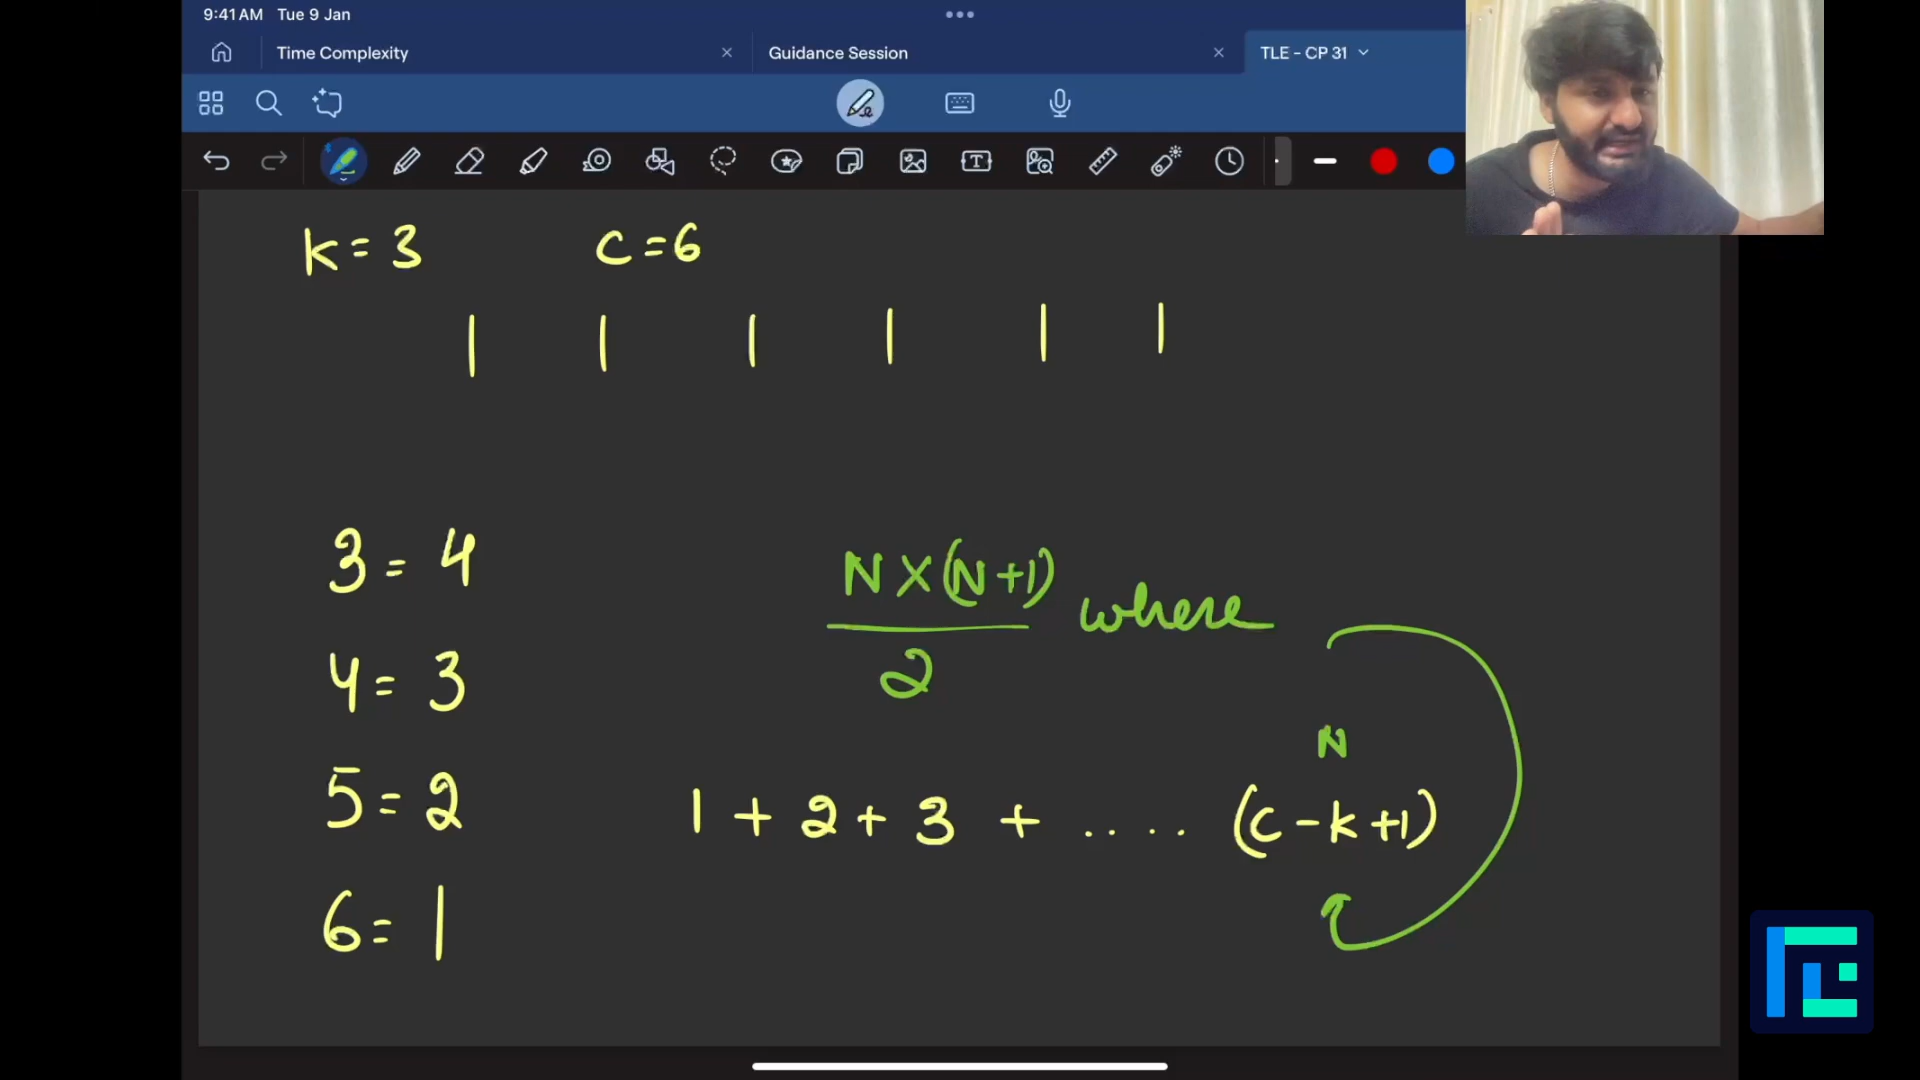 9:41 AM Tue 9 Jan
Time Complexity
Guidance Session
TLE - CP 31
k = 3 c = 6
| | | | | |
3 = 4
4 = 3
5 = 2
6 = 1
N X (N+1)
2
where
N
1 + 2 + 3 + .... (c - k + 1)